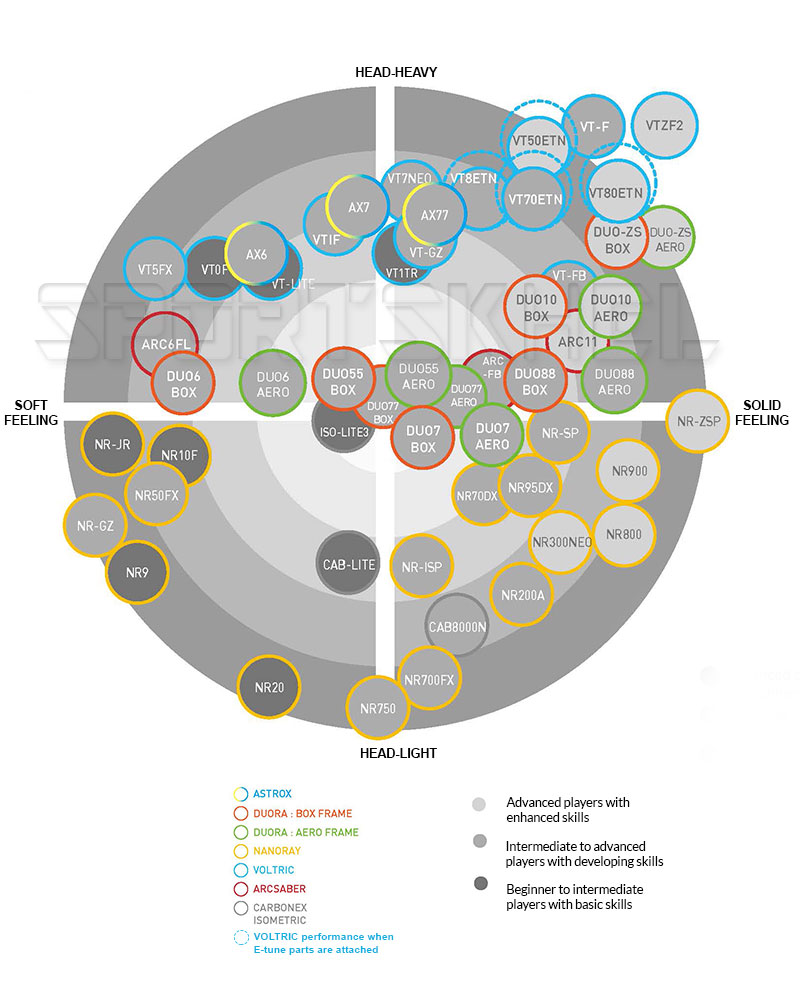 HEAD-HEAVY
VT50ETN
VT-F
VTZF2
VT7NEO
VT8ETN
VT70ETN
VT80ETN
AX7
AX77
VT1F
VT-GZ
DUO-ZS
BOX
DUO-ZS
AERO
VT5FX
VT0F
AX6
VT-LITE
VT1TR
VT-FB
DUO10
BOX
DUO10
AERO
SPORTSKHEL
ARC6FL
ARC11
DUO6
BOX
DUO6
AERO
DUO55
BOX
DUO55
AERO
DUO77
BOX
DUO77
AERO
ARC
-FB
DUO88
BOX
DUO88
AERO
SOFT
FEELING
SOLID
FEELING
NR-ZSP
ISO-LITE3
DUO7
BOX
DUO7
AERO
NR-SP
NR-JR
NR10F
NR50FX
NR-GZ
NR9
NR70DX
NR95DX
NR900
NR300NEO
NR800
CAB-LITE
NR-ISP
NR200A
CAB8000N
NR20
NR700FX
NR750
HEAD-LIGHT
ASTROX
DUORA : BOX FRAME
DUORA : AERO FRAME
NANORAY
VOLTRIC
ARCSABER
CARBONEX
ISOMETRIC
VOLTRIC performance when
E-tune parts are attached
Advanced players with
enhanced skills
Intermediate to advanced
players with developing skills
Beginner to intermediate
players with basic skills